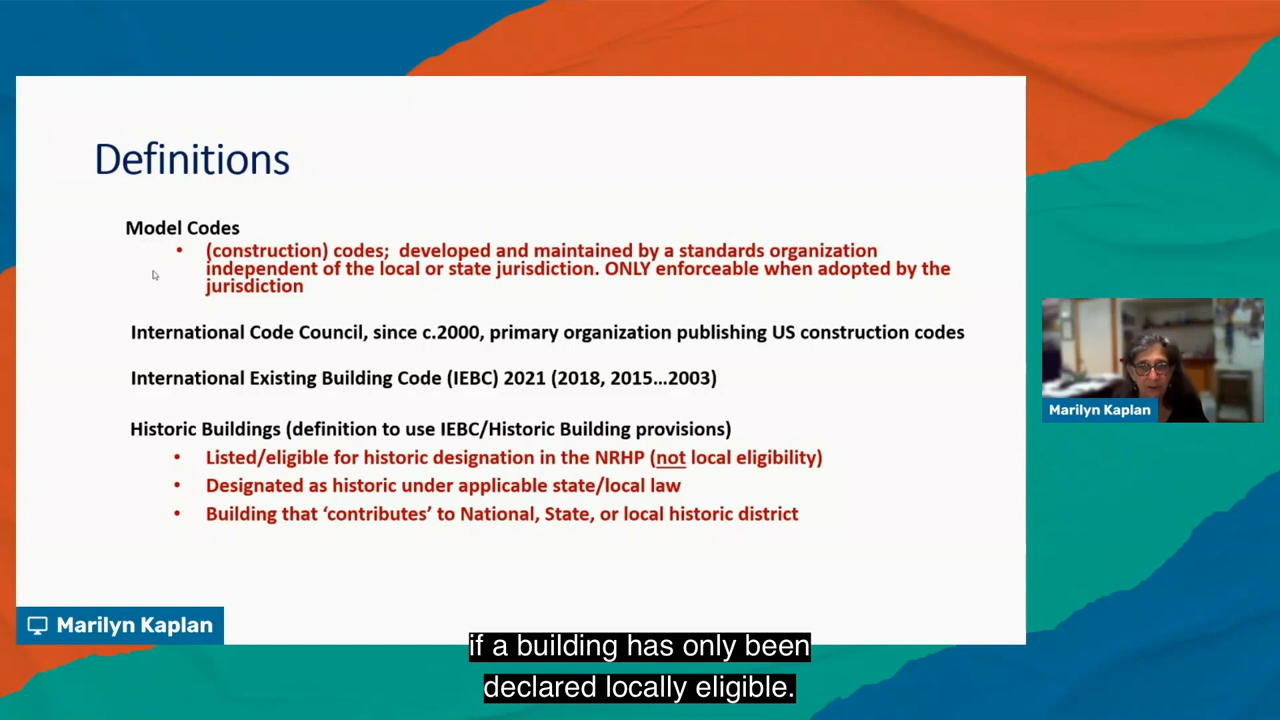 Definitions
Model Codes
• (construction) codes; developed and maintained by a standards organization
independent of the local or state jurisdiction. ONLY enforceable when adopted by the
jurisdiction
International Code Council, since c.2000, primary organization publishing US construction codes
International Existing Building Code (IEBC) 2021 (2018, 2015...2003)
Historic Buildings (definition to use IEBC/Historic Building provisions)
• Listed/eligible for historic designation in the NRHP (not local eligibility)
• Designated as historic under applicable state/local law
• Building that ‘contributes’ to National, State, or local historic district
Marilyn Kaplan
Marilyn Kaplan
if a building has only been
declared locally eligible.